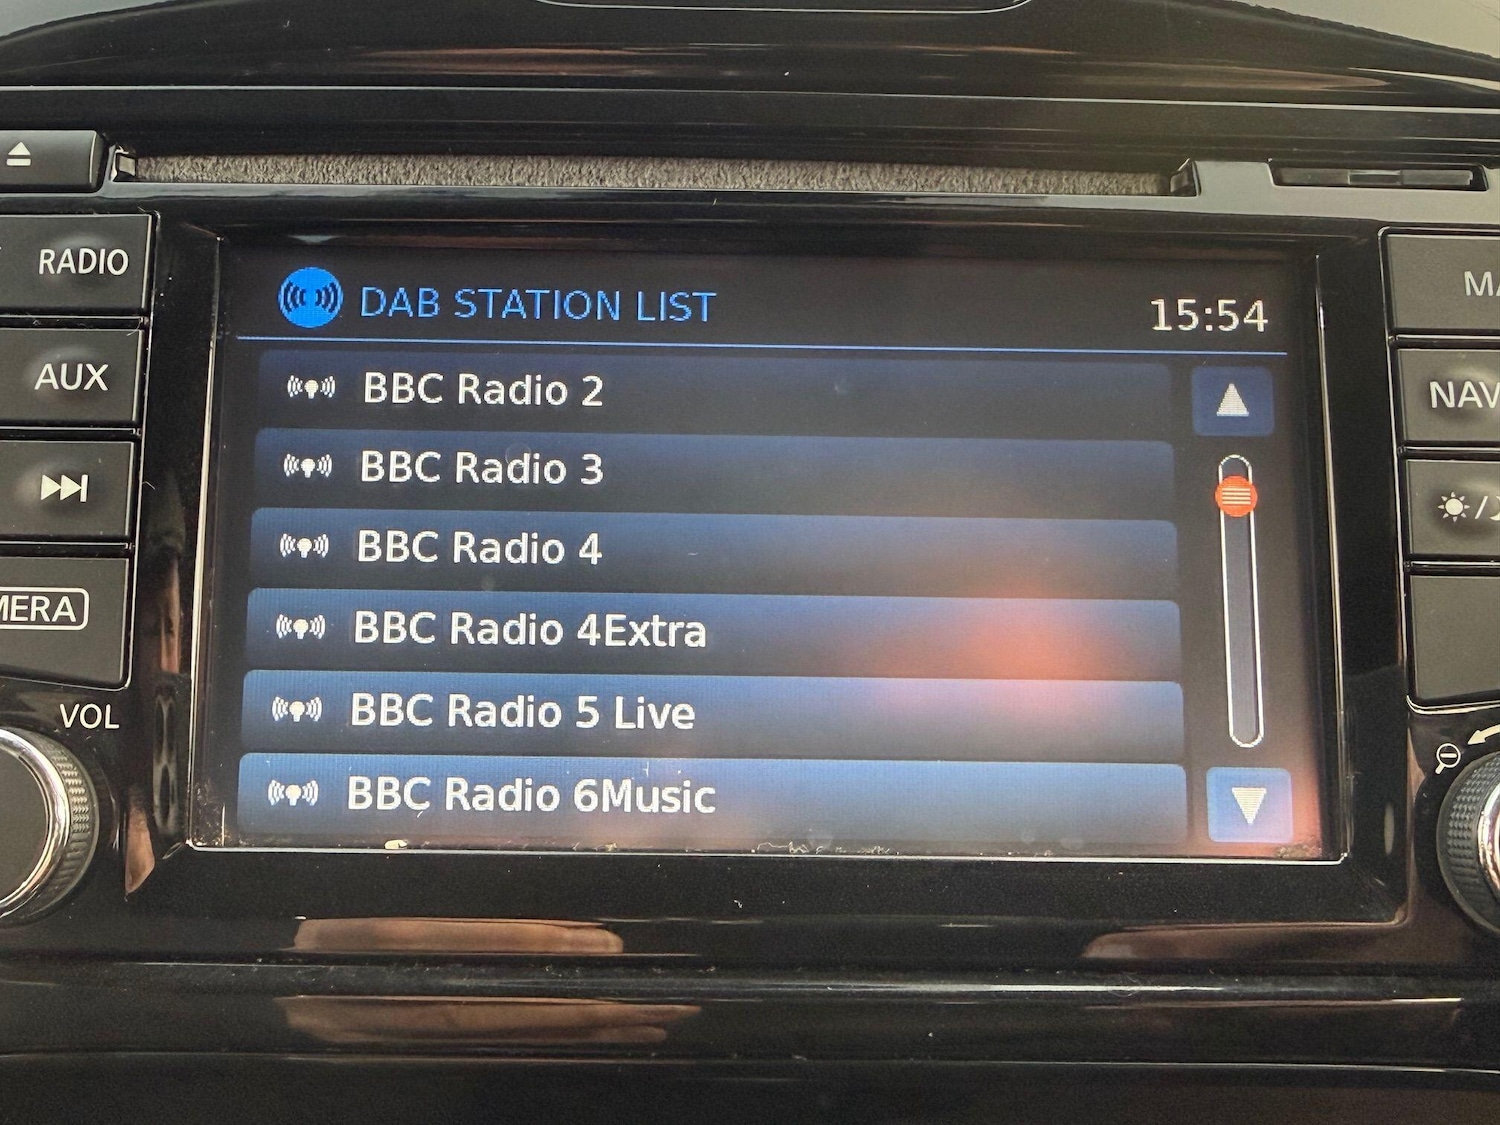 RADIO
AUX
MERA
VOL
DAB STATION LIST
15:54
BBC Radio 2
BBC Radio 3
BBC Radio 4
BBC Radio 4Extra
BBC Radio 5 Live
BBC Radio 6Music
MA
NAV